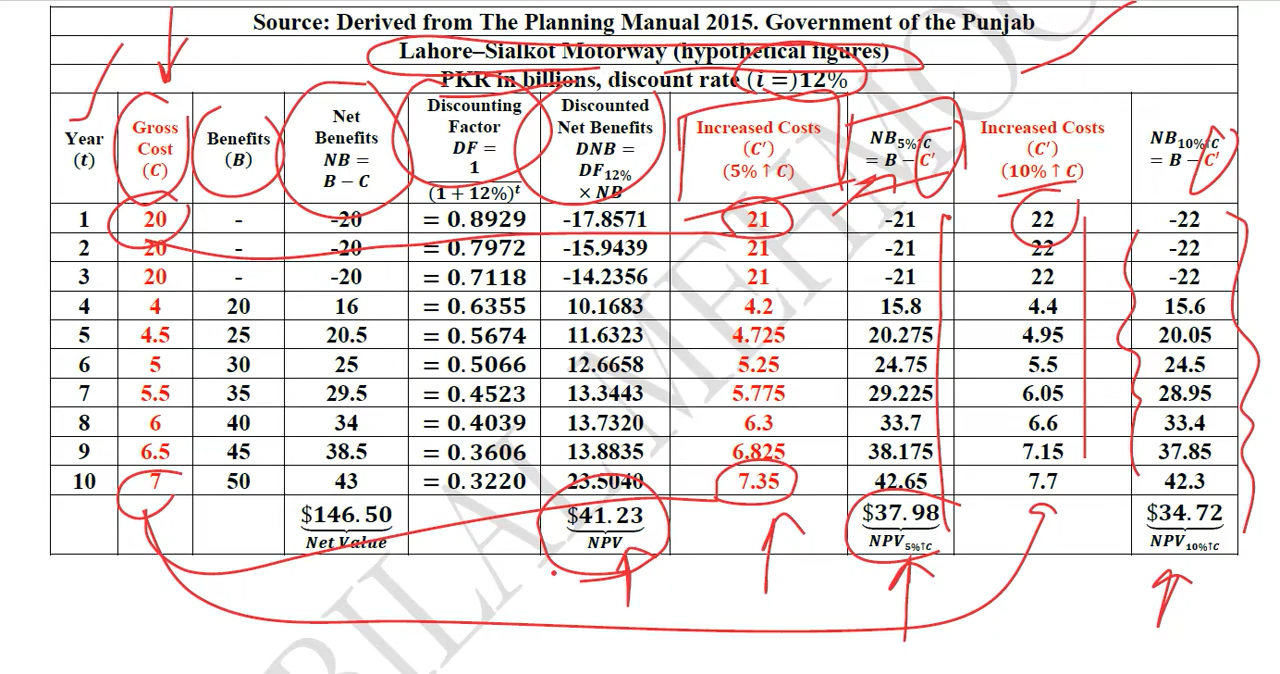 Source: Derived from The Planning Manual 2015. Government of the Punjab
Lahore–Sialkot Motorway (hypothetical figures)
PKR in billions, discount rate (i =)12%
Year (t) Gross Cost (C) Benefits (B) Net Benefits NB = B − C Discounting Factor DF = 1 / (1 + 12%)^t Discounted Net Benefits DNB = DF12% × NB Increased Costs (C′) (5% ↑ C) NB5%↑C = B − C′ Increased Costs (C′) (10% ↑ C) NB10%↑C = B − C′
1 20 - -20 = 0.8929 -17.8571 21 -21 22 -22
2 20 - -20 = 0.7972 -15.9439 21 -21 22 -22
3 20 - -20 = 0.7118 -14.2356 21 -21 22 -22
4 4 20 16 = 0.6355 10.1683 4.2 15.8 4.4 15.6
5 4.5 25 20.5 = 0.5674 11.6323 4.725 20.275 4.95 20.05
6 5 30 25 = 0.5066 12.6658 5.25 24.75 5.5 24.5
7 5.5 35 29.5 = 0.4523 13.3443 5.775 29.225 6.05 28.95
8 6 40 34 = 0.4039 13.7320 6.3 33.7 6.6 33.4
9 6.5 45 38.5 = 0.3606 13.8835 6.825 38.175 7.15 37.85
10 7 50 43 = 0.3220 23.5040 7.35 42.65 7.7 42.3
$146.50 $41.23 $37.98 $34.72
Net Value NPV NPV5%↑C NPV10%↑C